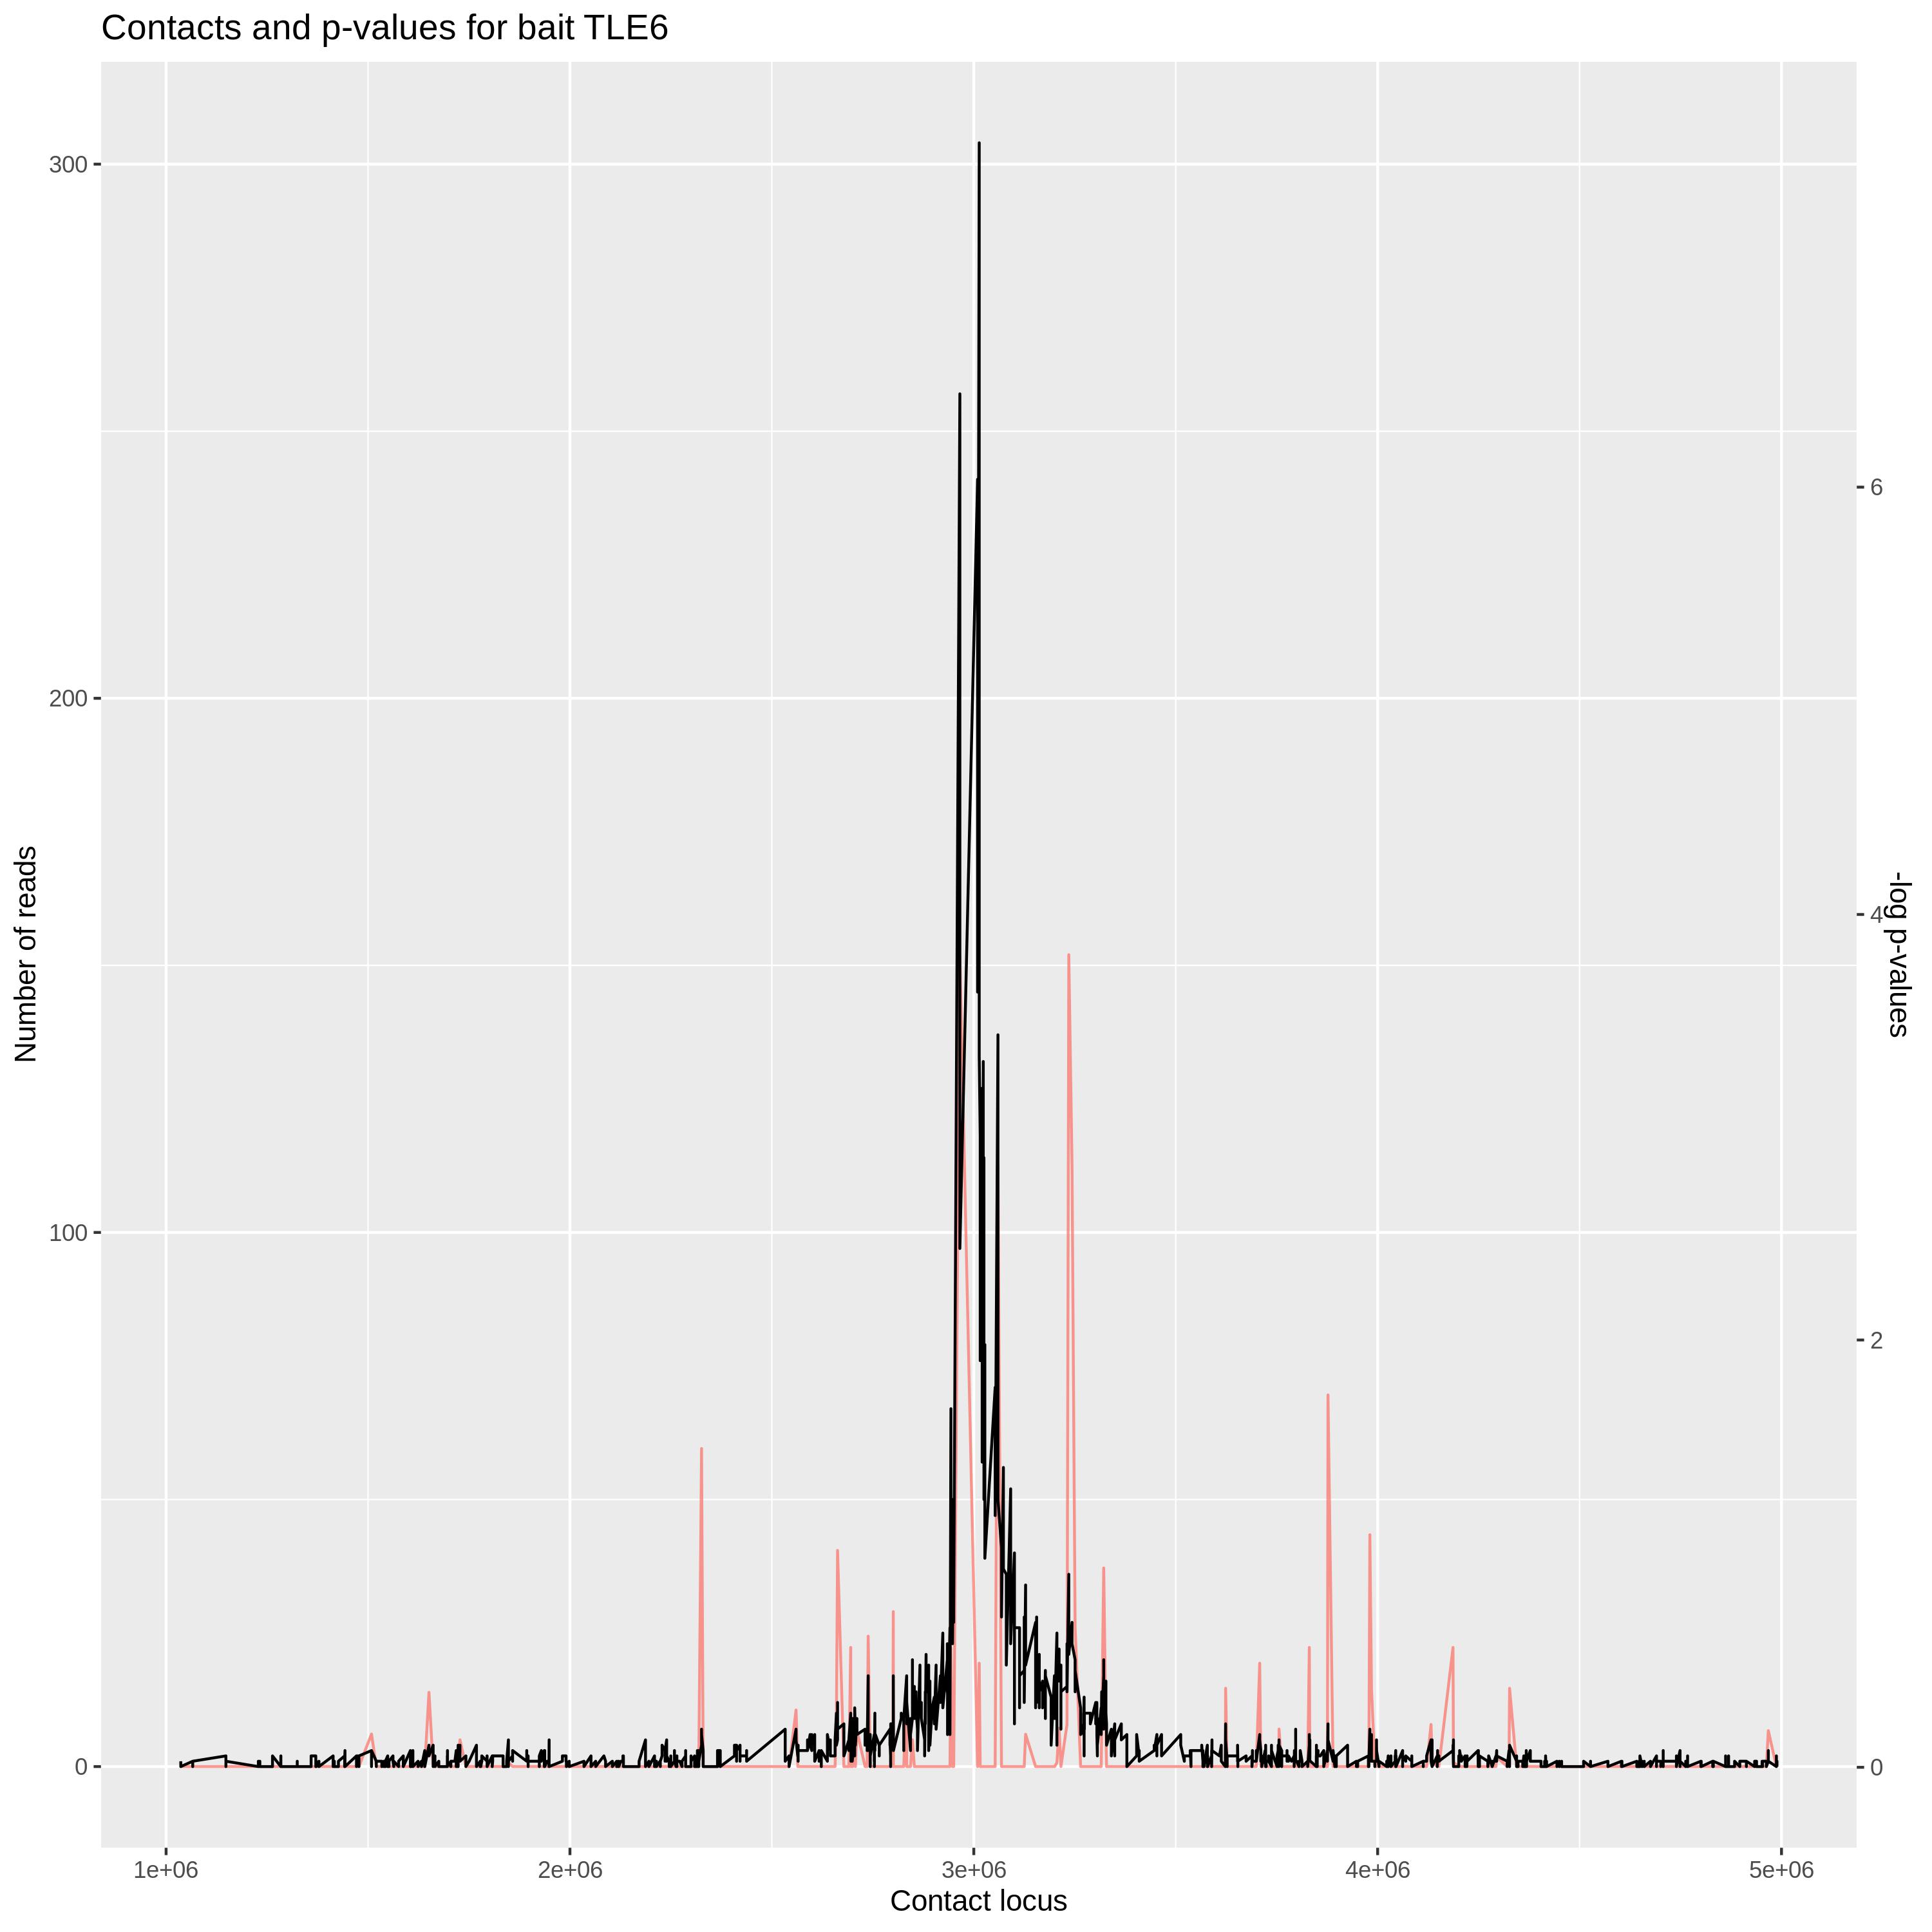 Contacts and p-values for bait TLE6
300
200
100
0
6
4
2
0
Number of reads
-log p-values
1e+06
2e+06
3e+06
4e+06
5e+06
Contact locus